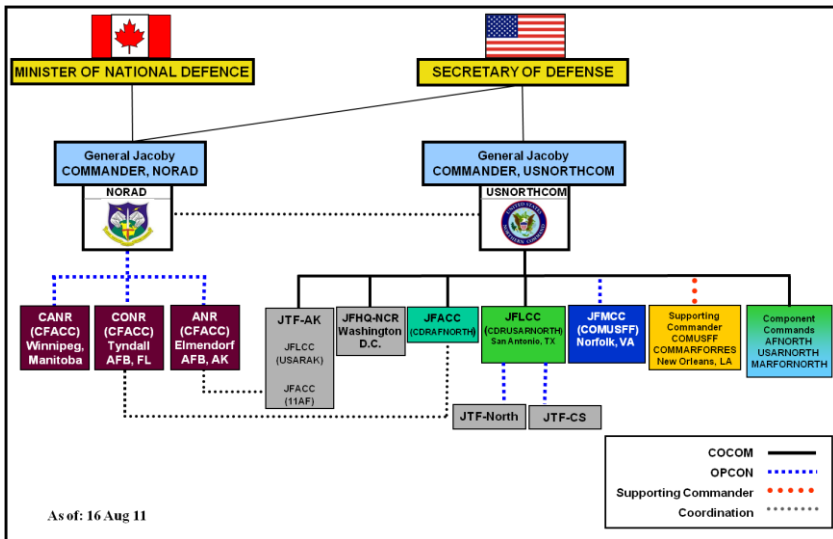 MINISTER OF NATIONAL DEFENCE
SECRETARY OF DEFENSE
General Jacoby
COMMANDER, NORAD
General Jacoby
COMMANDER, USNORTHCOM
NORAD
USNORTHCOM
CANR
(CFACC)
Winnipeg,
Manitoba
CONR
(CFACC)
Tyndall
AFB, FL
ANR
(CFACC)
Elmendorf
AFB, AK
JTF-AK
JFLCC
(USARAK)
JFACC
(11AF)
JFHQ-NCR
Washington
D.C.
JFACC
(CDRAFNORTH)
JFLCC
(CDRUSARNORTH)
San Antonio, TX
JFMCC
(COMUSFF)
Norfolk, VA
Supporting
Commander
COMUSFF
COMMARFORRES
New Orleans, LA
Component
Commands
AFNORTH
USARNORTH
MARFORNORTH
JTF-North
JTF-CS
COCOM
OPCON
Supporting Commander
Coordination
As of: 16 Aug 11